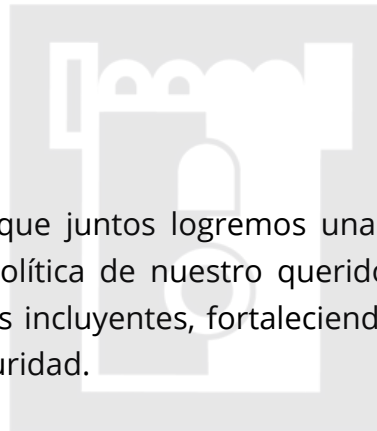 que juntos logremos una
olítica de nuestro querido
s incluyentes, fortaleciend
uridad.